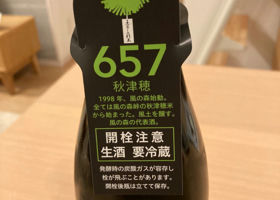 657
秋津穂
1998年、風の森始動。
全ては風の森峠の秋津穂米
から始まった。風土を醸す。
風の森の代表酒。
開栓注意
生酒 要冷蔵
発酵時の炭酸ガスが容存し
栓が飛ぶことがあります。
開栓後瓶は立てて保存。